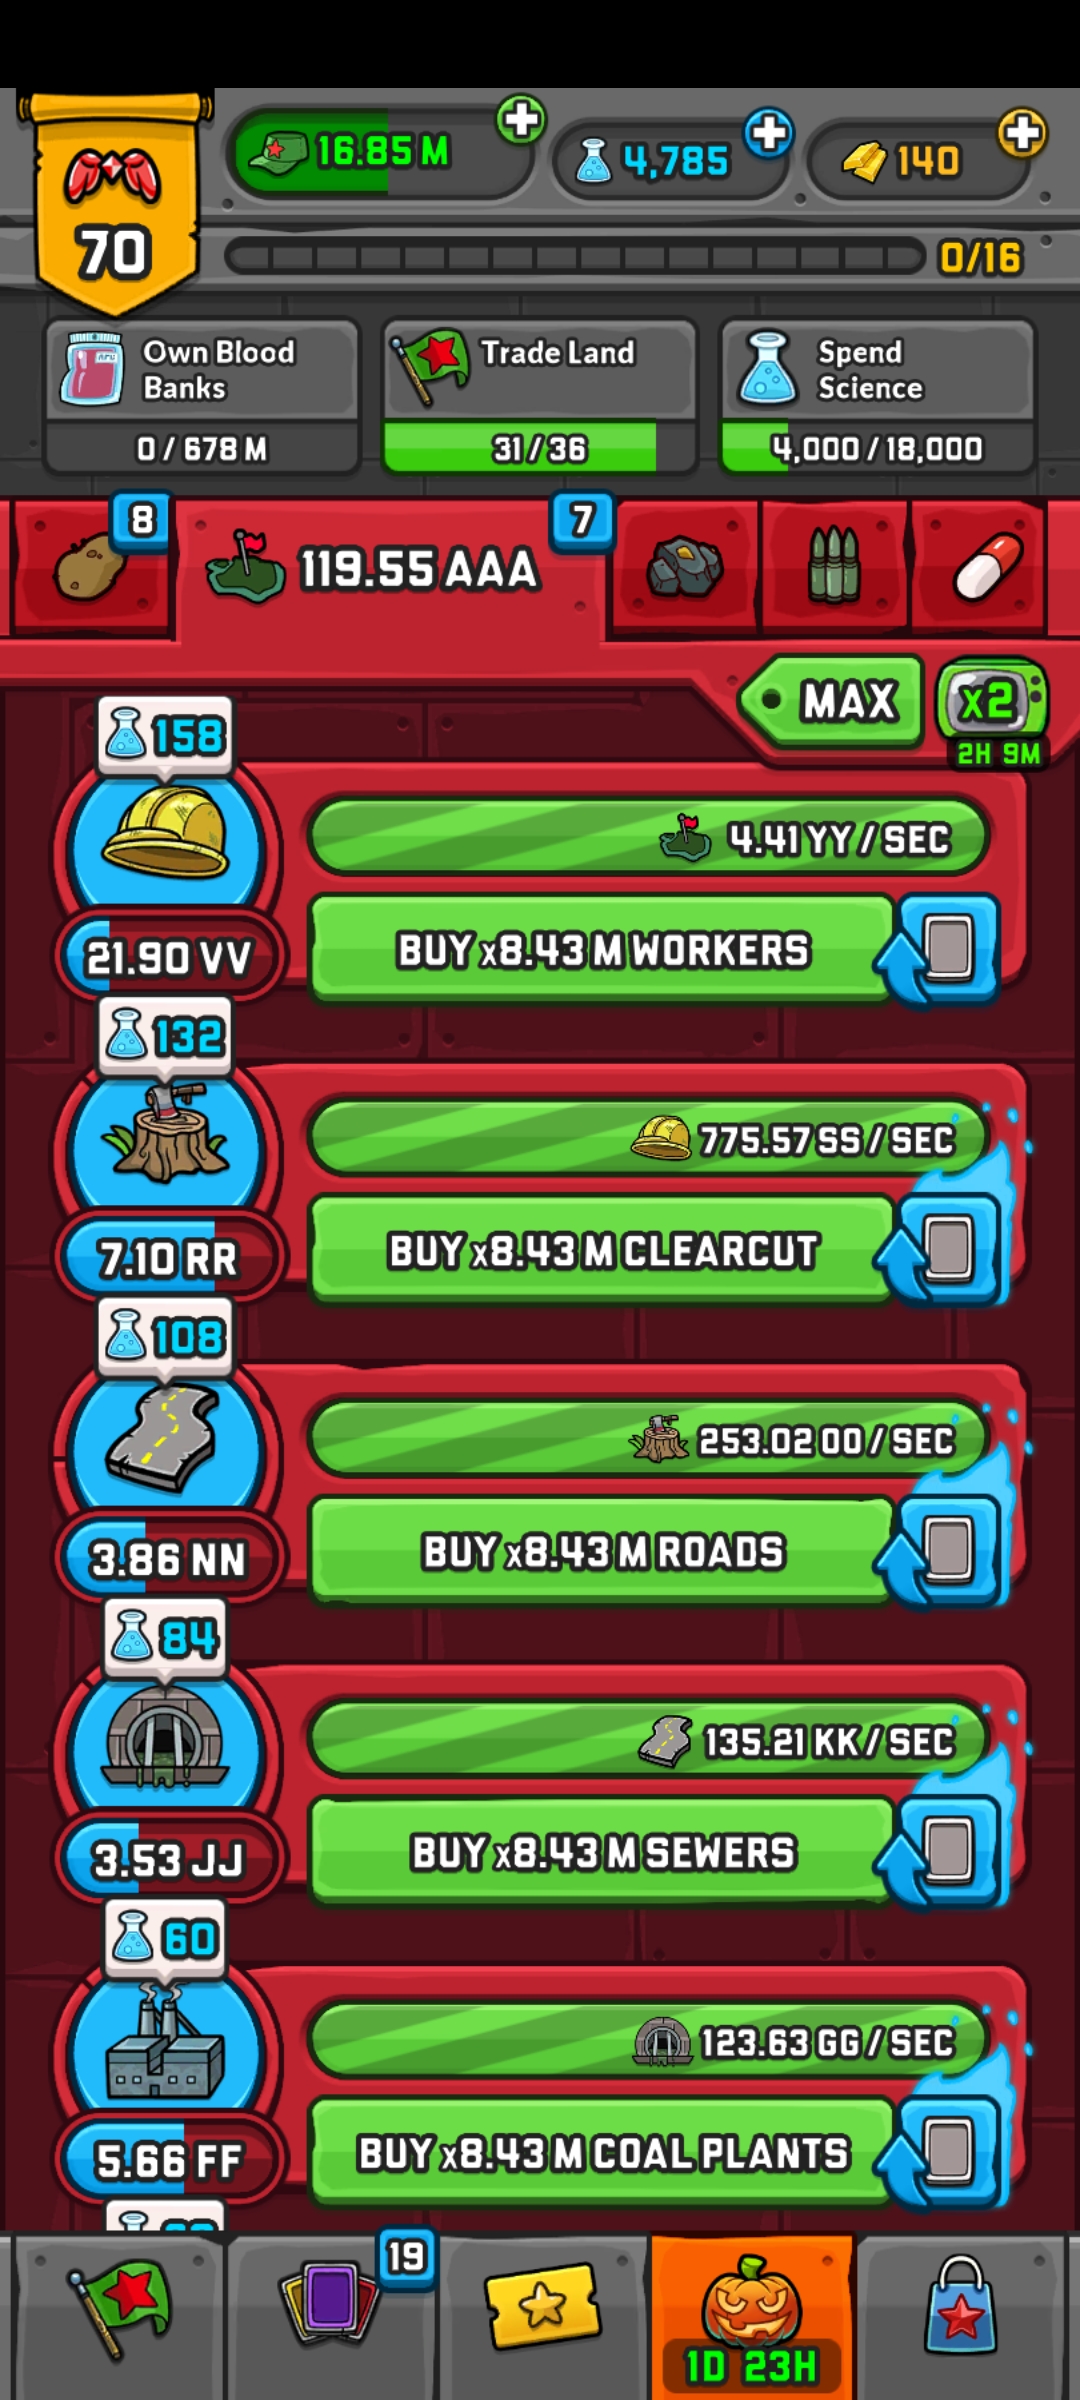 16.85 M
4,785
140
70
0/16
Own Blood
Banks
0 / 678 M
Trade Land
31 / 36
Spend
Science
4,000 / 18,000
8
119.55 AAA
7
MAX
x2
2H 9M
158
4.41 YY / SEC
21.90 VV
BUY x8.43 M WORKERS
132
775.57 SS / SEC
7.10 RR
BUY x8.43 M CLEARCUT
108
253.02 OO / SEC
3.86 NN
BUY x8.43 M ROADS
84
135.21 KK / SEC
3.53 JJ
BUY x8.43 M SEWERS
60
123.63 GG / SEC
5.66 FF
BUY x8.43 M COAL PLANTS
19
1D 23H